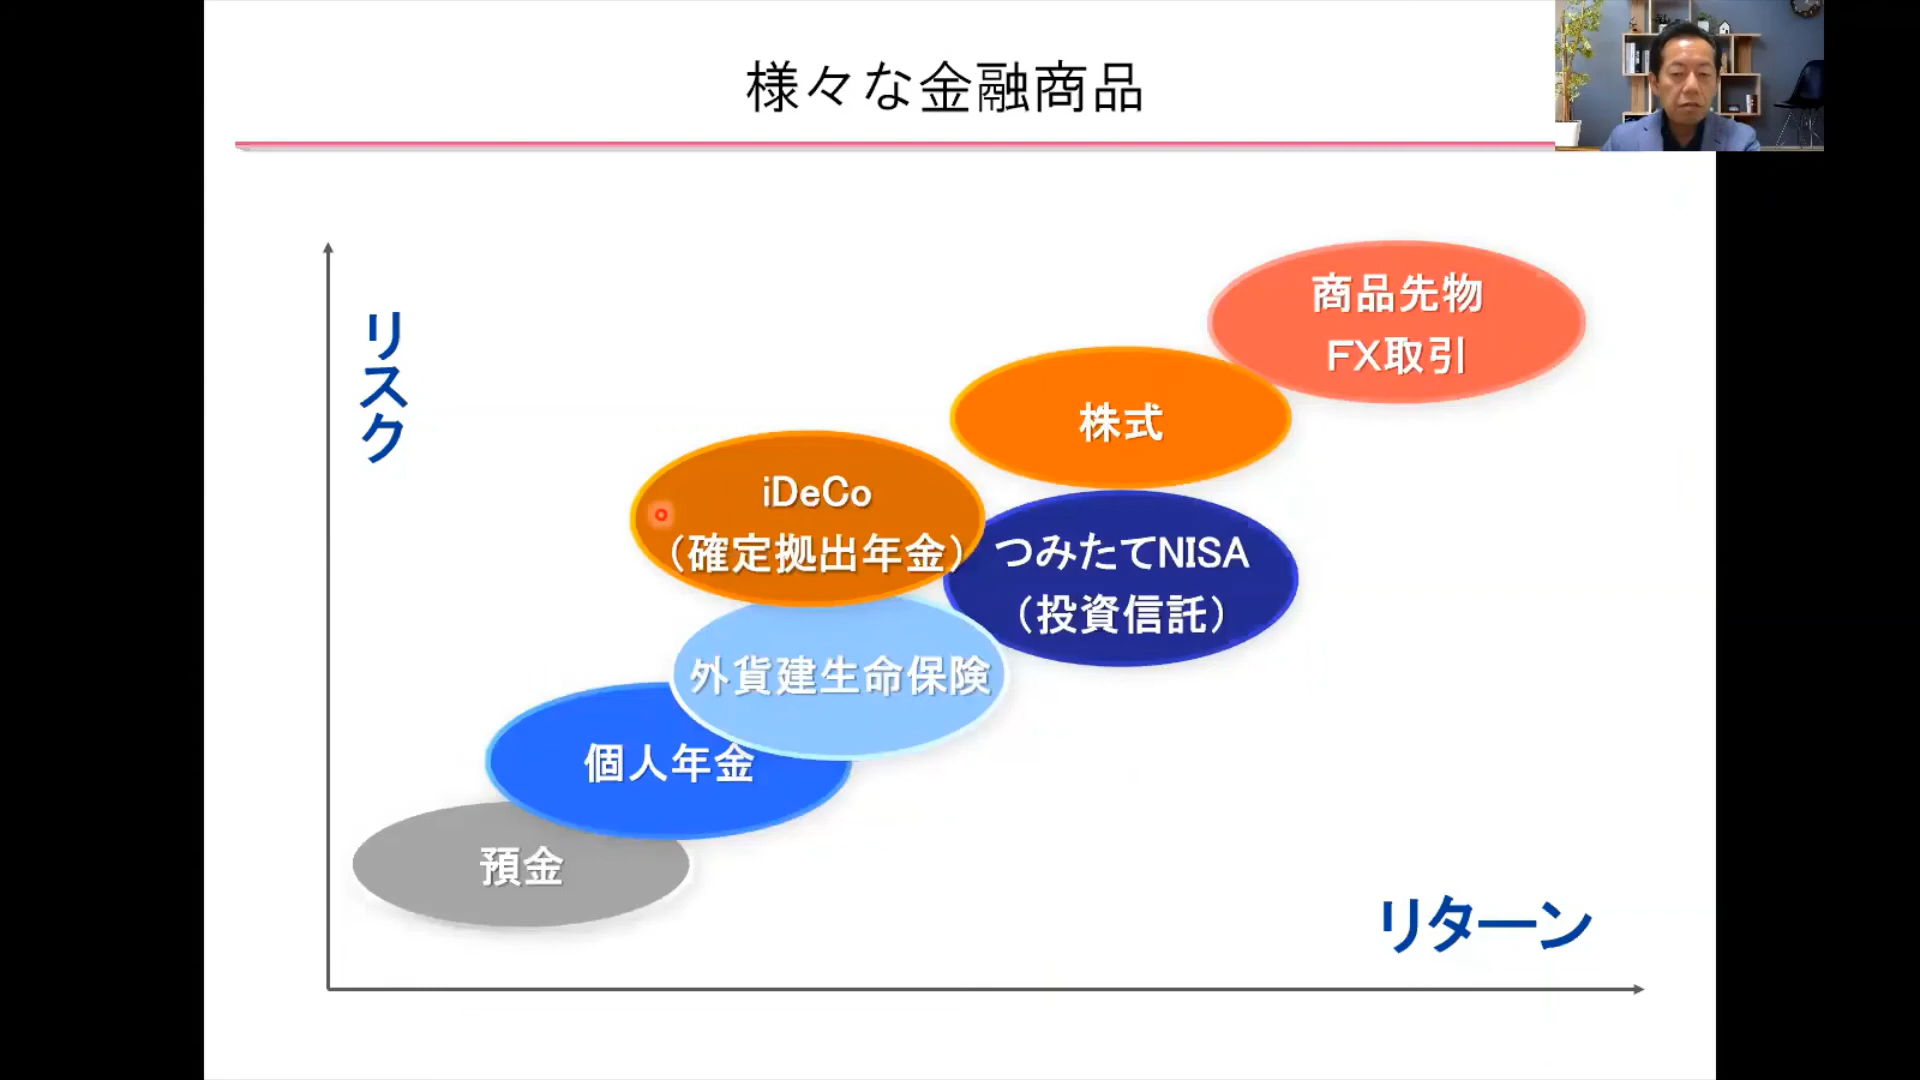 様々な金融商品
リスク
商品先物
FX取引
株式
iDeCo
（確定拠出年金）
つみたてNISA
（投資信託）
外貨建生命保険
個人年金
預金
リターン